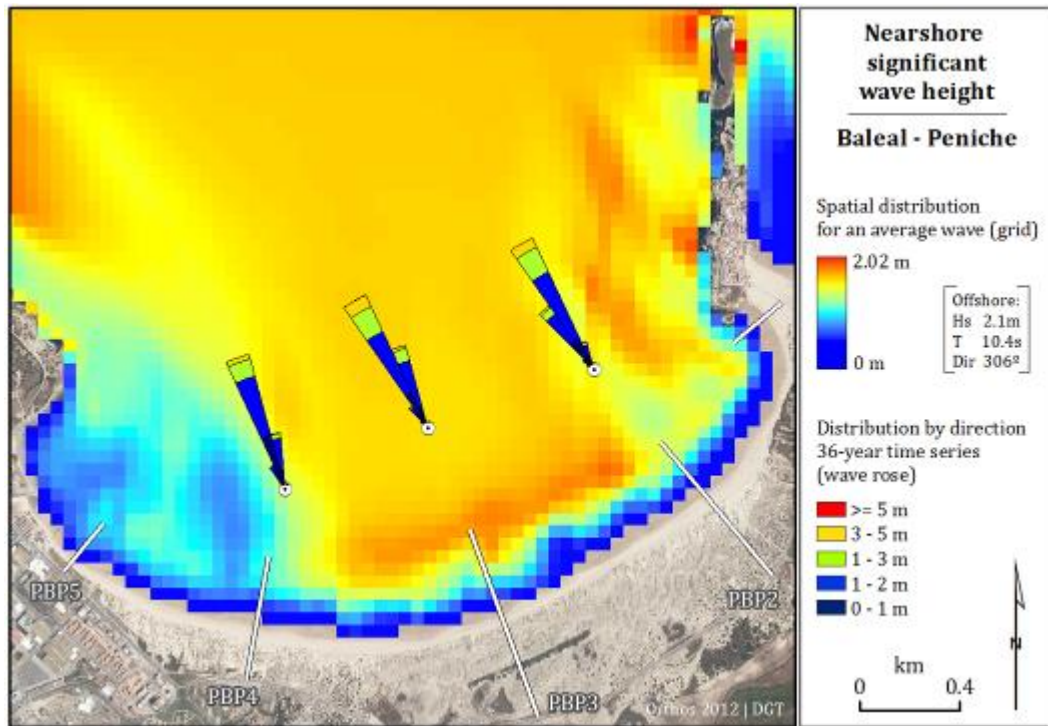 Nearshore
significant
wave height
Baleal - Peniche
Spatial distribution
for an average wave (grid)
2.02 m
0 m
Offshore:
Hs 2.1m
T 10.4s
Dir 306º
Distribution by direction
36-year time series
(wave rose)
>= 5 m
3 - 5 m
1 - 3 m
1 - 2 m
0 - 1 m
km
0 0.4
N
PBP5
PBP4
PBP3
PBP2
Orthos 2012 | DGT